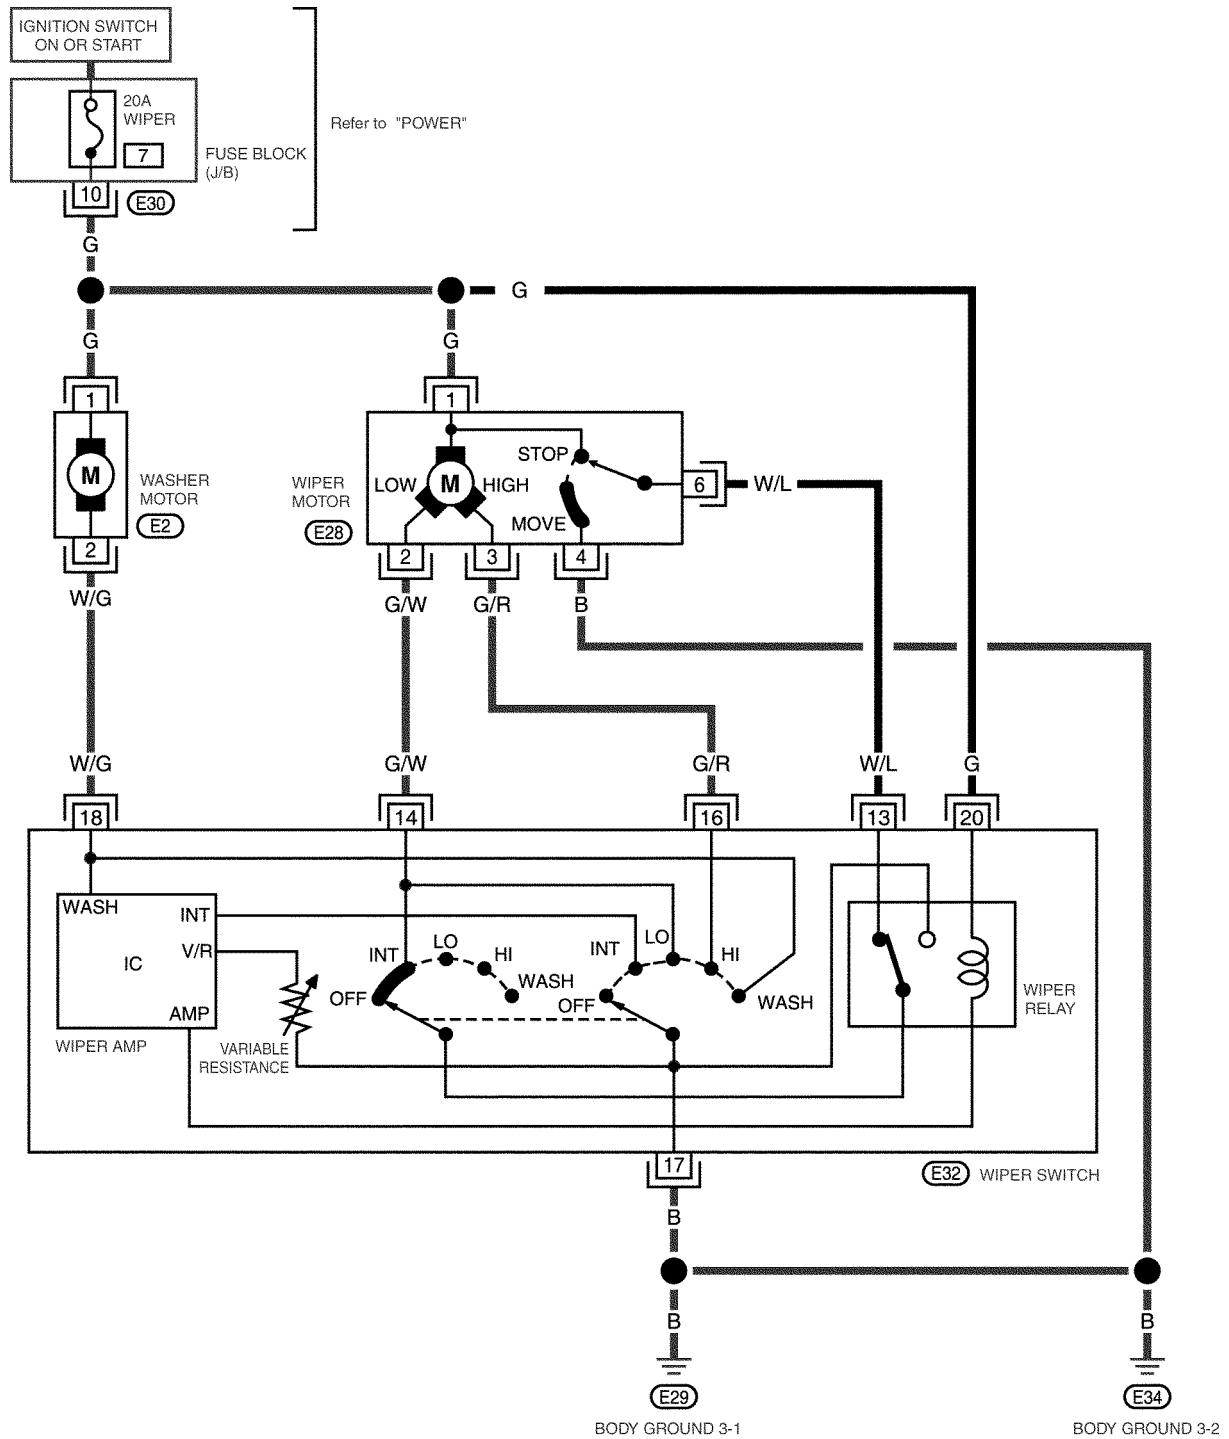 IGNITION SWITCH
ON OR START
20A
WIPER
7
FUSE BLOCK
(J/B)
Refer to "POWER"
10
E30
G
G
G
G
1
1
M
WASHER
MOTOR
E2
2
WIPER
MOTOR
E28
LOW
M
HIGH
STOP
MOVE
6
W/L
2
3
4
W/G
G/W
G/R
B
W/G
G/W
G/R
W/L
G
18
14
16
13
20
WASH
INT
V/R
IC
AMP
WIPER AMP
VARIABLE
RESISTANCE
OFF
INT
LO
HI
WASH
OFF
INT
LO
HI
WASH
WIPER
RELAY
17
E32
WIPER SWITCH
B
B
B
E29
E34
BODY GROUND 3-1
BODY GROUND 3-2